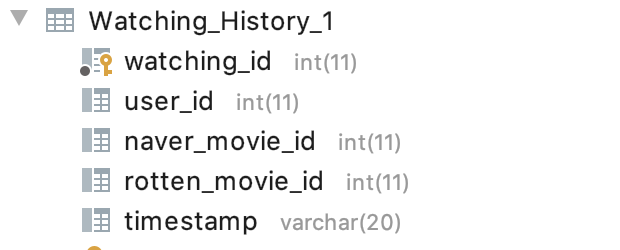 Watching_History_1
watching_id int(11)
user_id int(11)
naver_movie_id int(11)
rotten_movie_id int(11)
timestamp varchar(20)